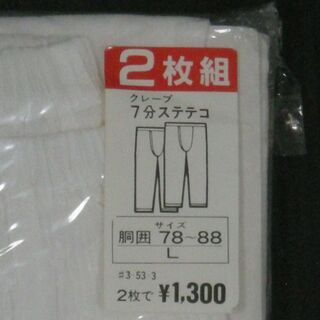 2枚組
クレープ
7分ステテコ
サイズ
胴囲 78~88
L
#3-53-3
2枚で ¥1,300